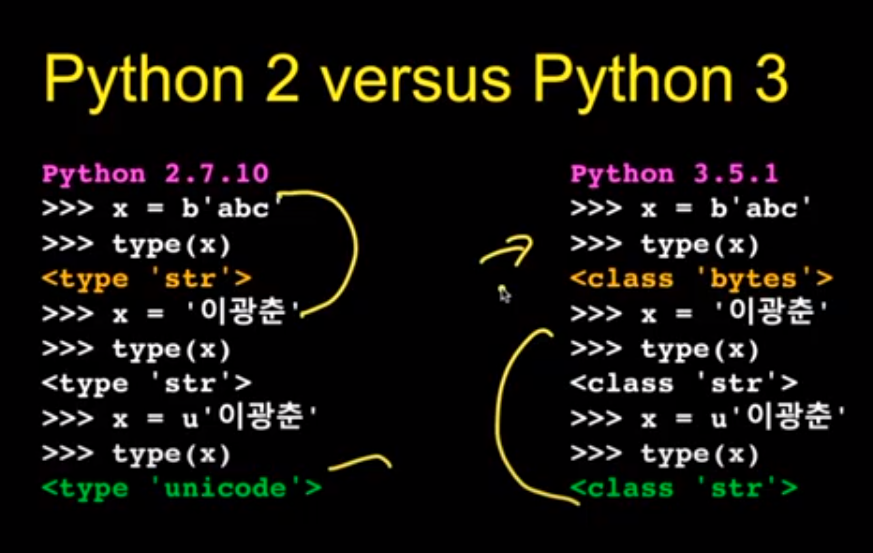 Python 2 versus Python 3
Python 2.7.10
>>> x = b'abc'
>>> type(x)
<type 'str'>
>>> x = '이광춘'
>>> type(x)
<type 'str'>
>>> x = u'이광춘'
>>> type(x)
<type 'unicode'>
Python 3.5.1
>>> x = b'abc'
>>> type(x)
<class 'bytes'>
>>> x = '이광춘'
>>> type(x)
<class 'str'>
>>> x = u'이광춘'
>>> type(x)
<class 'str'>